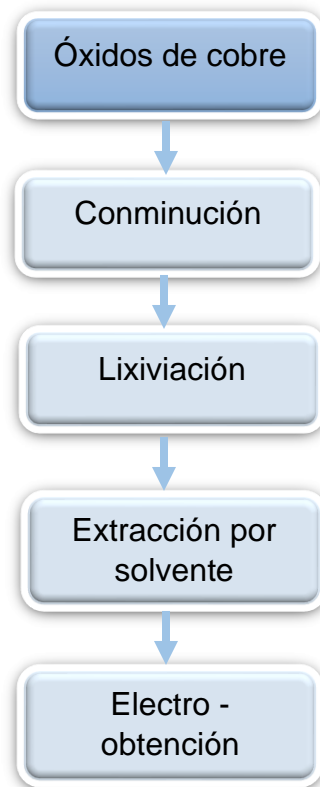 Óxidos de cobre
Conminución
Lixiviación
Extracción por
solvente
Electro -
obtención